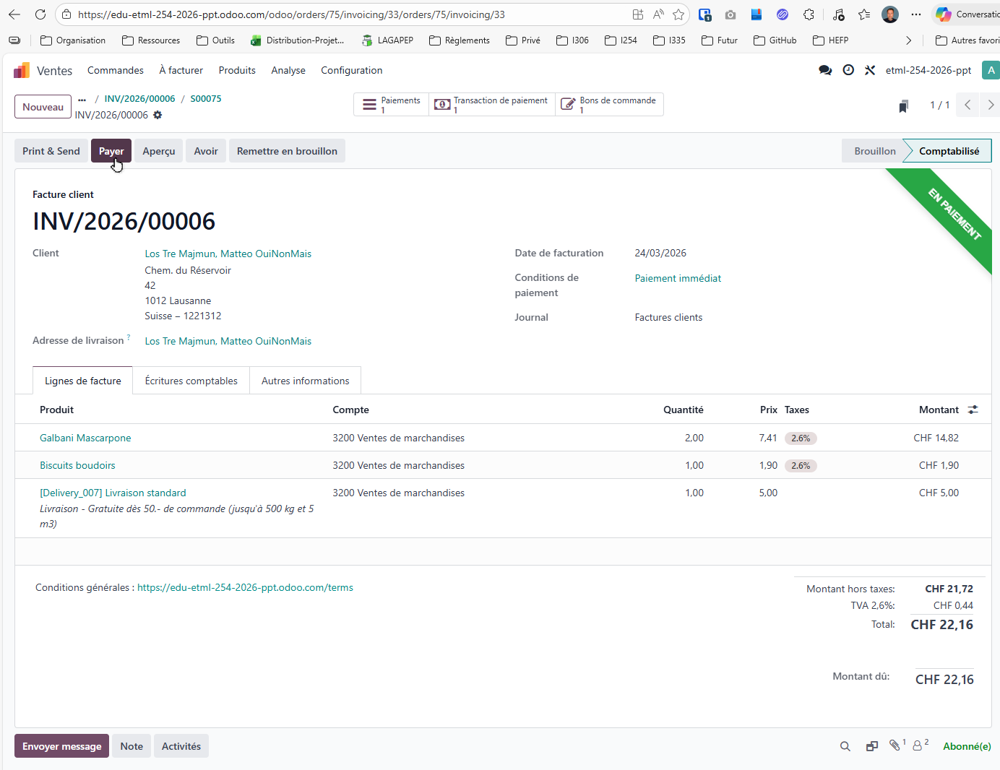 https://edu-etml-254-2026-ppt.odoo.com/odoo/orders/75/invoicing/33/orders/75/invoicing/33
Conversatio
Organisation
Ressources
Outils
Distribution-Projet...
LAGAPEP
Règlements
Privé
I306
I254
I335
Futur
GitHub
HEFP
Autres favori
Ventes
Commandes
À facturer
Produits
Analyse
Configuration
etml-254-2026-ppt
A
Nouveau
... / INV/2026/00006 / S00075
INV/2026/00006
Paiements
1
Transaction de paiement
1
Bons de commande
1
1 / 1
Print & Send
Payer
Aperçu
Avoir
Remettre en brouillon
Brouillon
Comptabilisé
EN PAIEMENT
Facture client
INV/2026/00006
Client
Los Tre Majmun, Matteo OuiNonMais
Chem. du Réservoir
42
1012 Lausanne
Suisse – 1221312
Adresse de livraison ?
Los Tre Majmun, Matteo OuiNonMais
Date de facturation
24/03/2026
Conditions de
paiement
Paiement immédiat
Journal
Factures clients
Lignes de facture
Écritures comptables
Autres informations
Produit Compte Quantité Prix Taxes Montant
Galbani Mascarpone 3200 Ventes de marchandises 2,00 7,41 2.6% CHF 14,82
Biscuits boudoirs 3200 Ventes de marchandises 1,00 1,90 2.6% CHF 1,90
[Delivery_007] Livraison standard 3200 Ventes de marchandises 1,00 5,00 CHF 5,00
Livraison - Gratuite dès 50.- de commande (jusqu'à 500 kg et 5
m3)
Conditions générales : https://edu-etml-254-2026-ppt.odoo.com/terms
Montant hors taxes: CHF 21,72
TVA 2,6%: CHF 0,44
Total: CHF 22,16
Montant dû: CHF 22,16
Envoyer message
Note
Activités
1
2
Abonné(e)